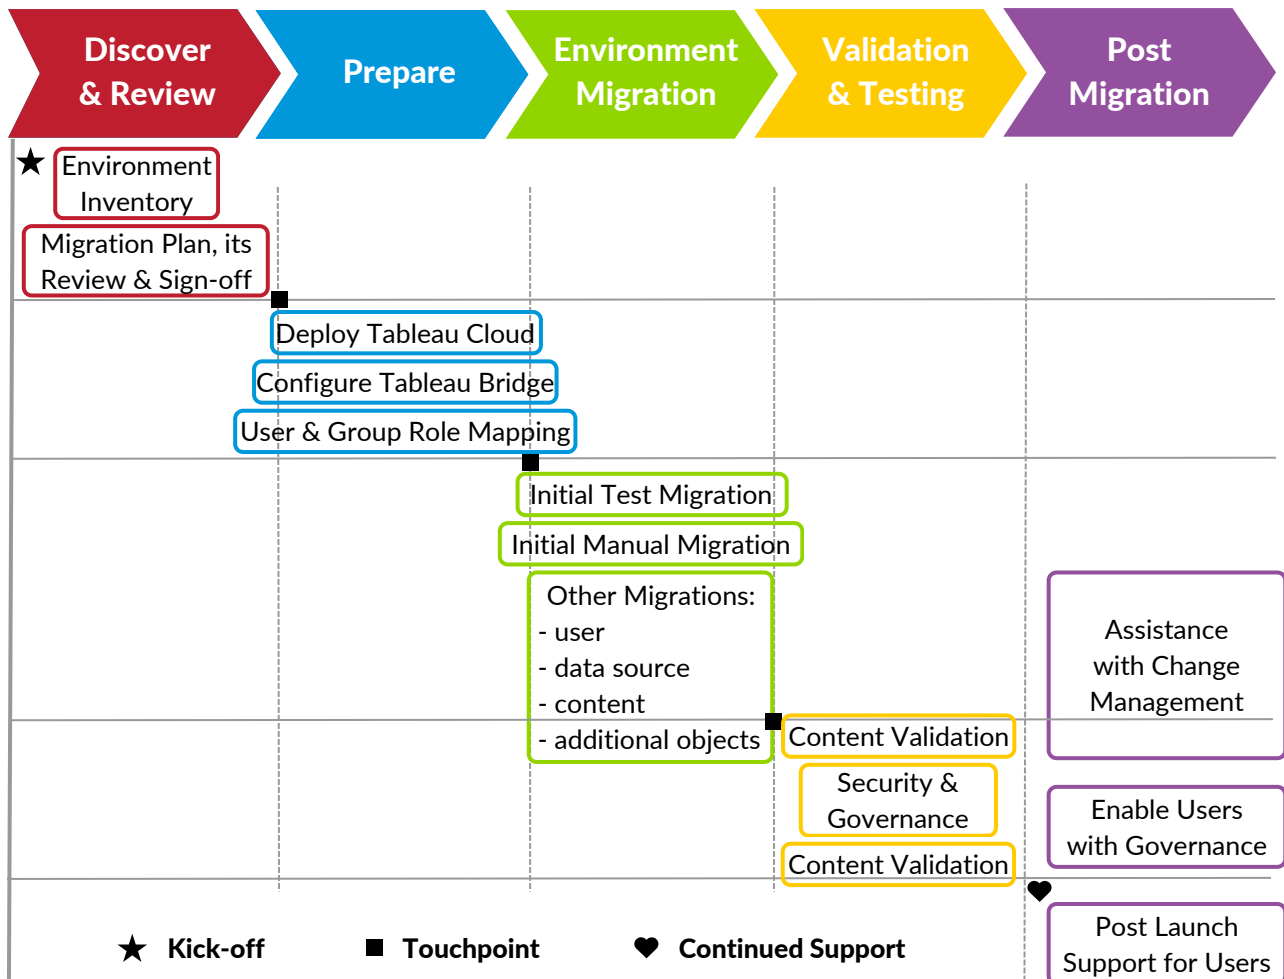 Discover
& Review
Prepare
Environment
Migration
Validation
& Testing
Post
Migration
Environment
Inventory
Migration Plan, its
Review & Sign-off
Deploy Tableau Cloud
Configure Tableau Bridge
User & Group Role Mapping
Initial Test Migration
Initial Manual Migration
Other Migrations:
- user
- data source
- content
- additional objects
Content Validation
Security &
Governance
Content Validation
Assistance
with Change
Management
Enable Users
with Governance
Post Launch
Support for Users
Kick-off
Touchpoint
Continued Support